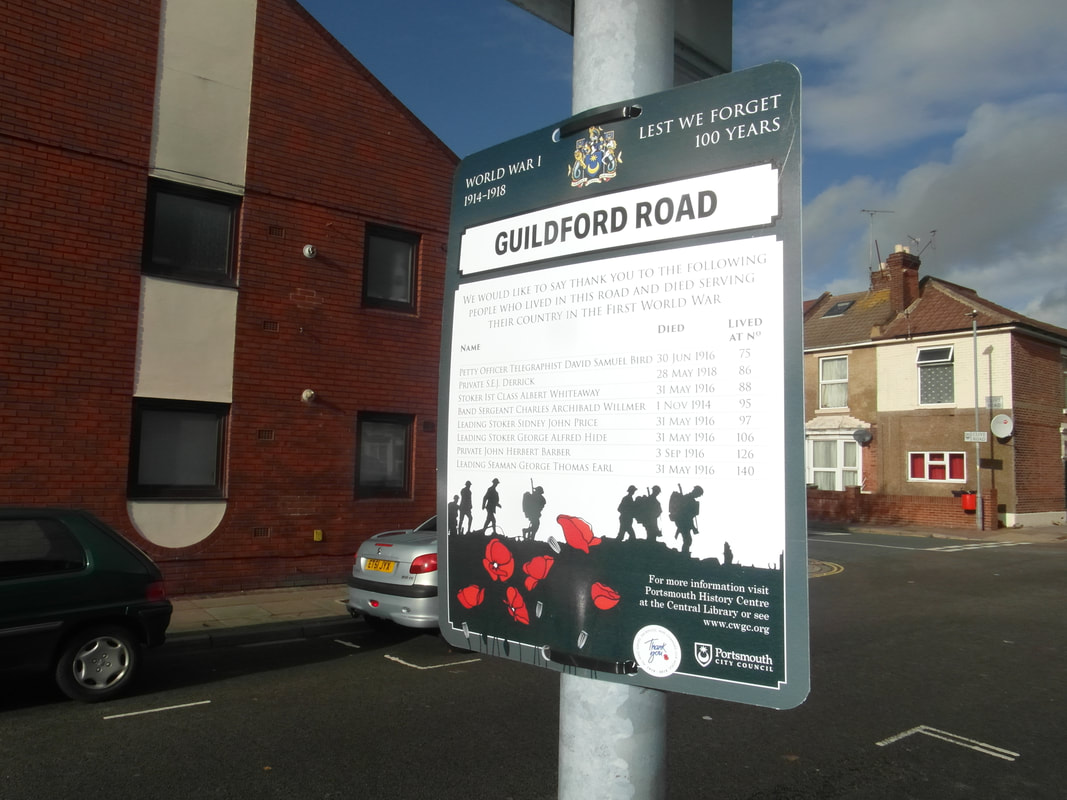 WORLD WAR I
1914-1918
LEST WE FORGET
100 YEARS
GUILDFORD ROAD
WE WOULD LIKE TO SAY THANK YOU TO THE FOLLOWING
PEOPLE WHO LIVED IN THIS ROAD AND DIED SERVING
THEIR COUNTRY IN THE FIRST WORLD WAR
NAME DIED LIVED AT Nº
PETTY OFFICER TELEGRAPHIST DAVID SAMUEL BIRD 30 JUN 1916 75
PRIVATE S.E.J. DERRICK 28 MAY 1918 86
STOKER 1ST CLASS ALBERT WHITEAWAY 31 MAY 1916 88
BAND SERGEANT CHARLES ARCHIBALD WILLMER 1 NOV 1914 95
LEADING STOKER SIDNEY JOHN PRICE 31 MAY 1916 97
LEADING STOKER GEORGE ALFRED HIDE 31 MAY 1916 106
PRIVATE JOHN HERBERT BARBER 3 SEP 1916 126
LEADING SEAMAN GEORGE THOMAS EARL 31 MAY 1916 140
For more information visit
Portsmouth History Centre
at the Central Library or see
www.cwgc.org
Thank you
Portsmouth
CITY COUNCIL